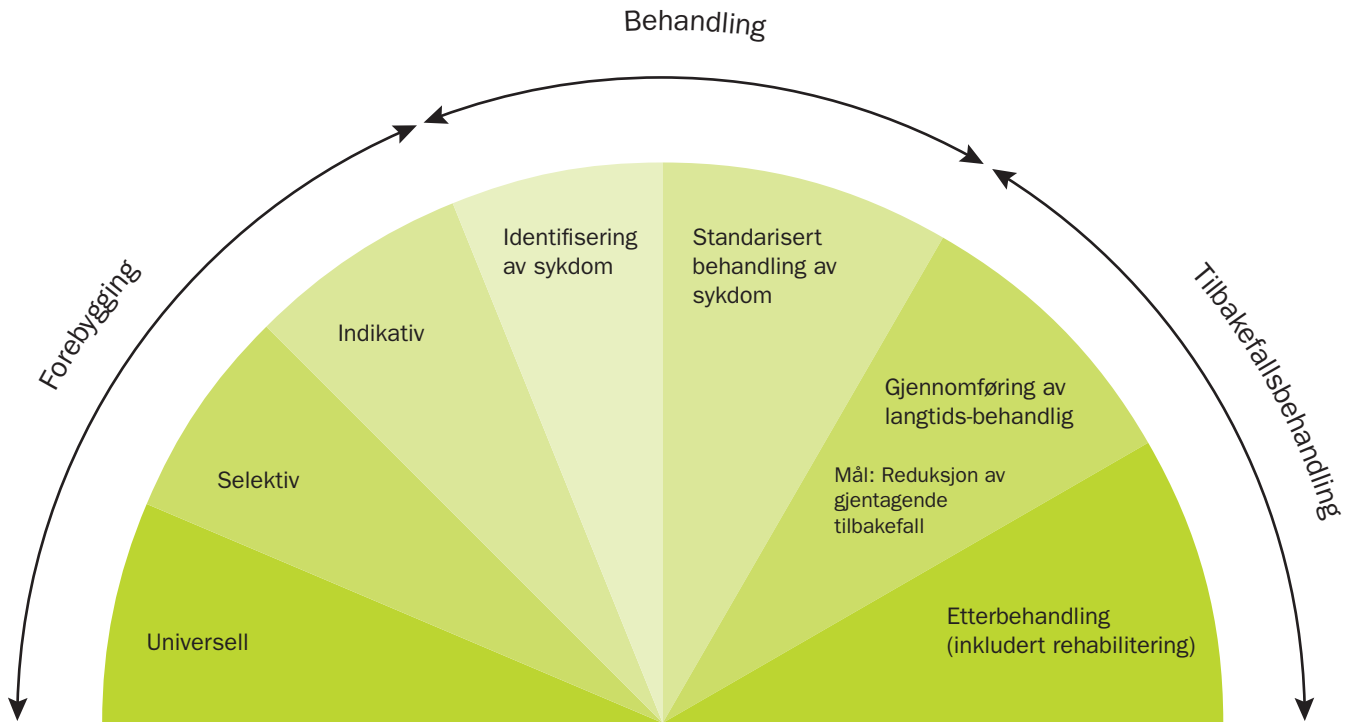 Behandling
Forebygging
Tilbakefallsbehandling
Universell
Selektiv
Indikativ
Identifisering
av sykdom
Standarisert
behandling av
sykdom
Gjennomføring av
langtids-behandlig
Mål: Reduksjon av
gjentagende
tilbakefall
Etterbehandling
(inkludert rehabilitering)